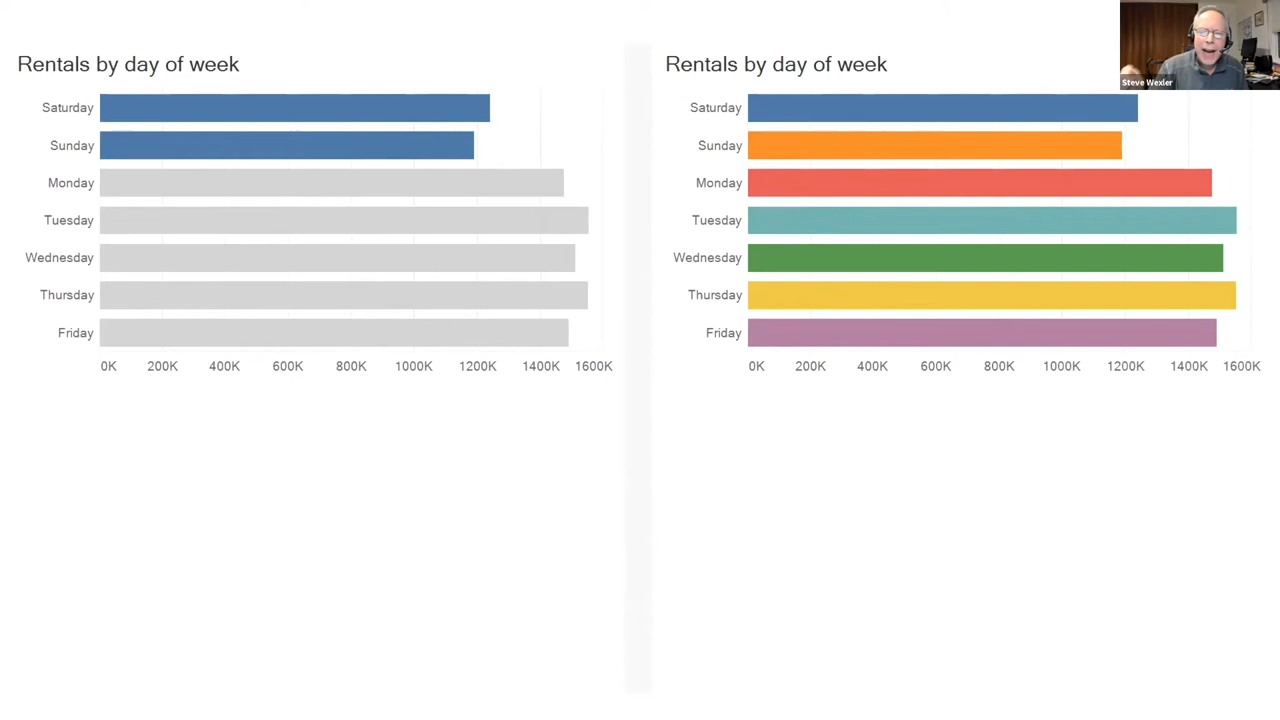 Rentals by day of week
Saturday
Sunday
Monday
Tuesday
Wednesday
Thursday
Friday
0K 200K 400K 600K 800K 1000K 1200K 1400K 1600K
Rentals by day of week
Saturday
Sunday
Monday
Tuesday
Wednesday
Thursday
Friday
0K 200K 400K 600K 800K 1000K 1200K 1400K 1600K
Steve Wexler